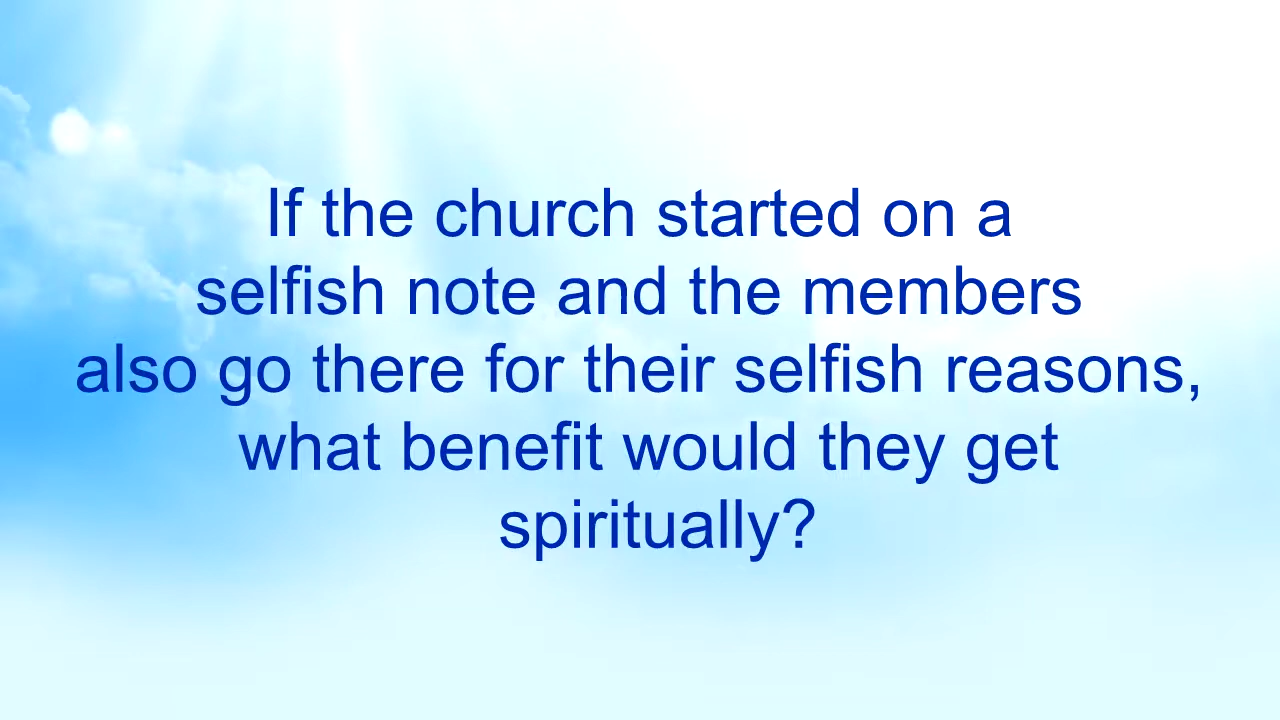 If the church started on a
selfish note and the members
also go there for their selfish reasons,
what benefit would they get
spiritually?